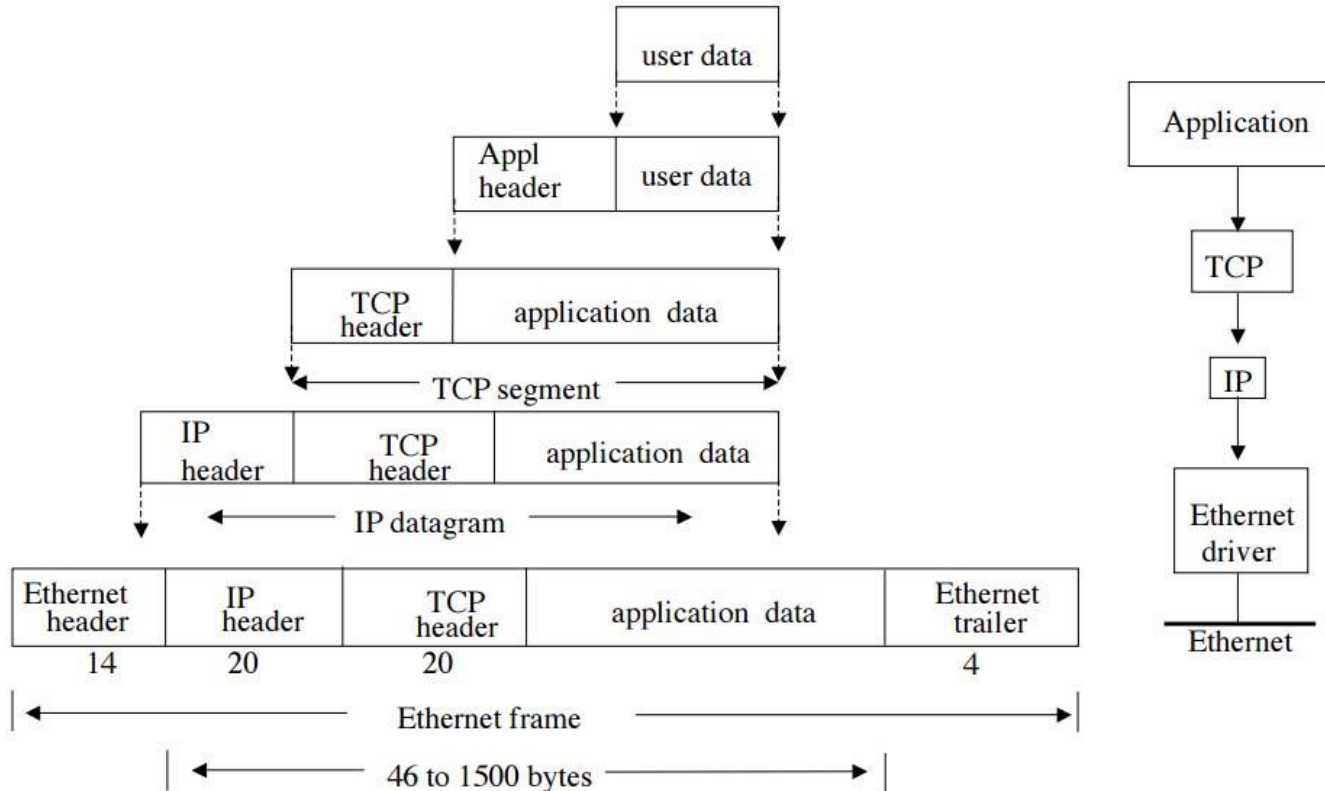 user data
Appl
header
user data
TCP
header
application data
TCP segment
IP
header
TCP
header
application data
IP datagram
Ethernet
header
IP
header
TCP
header
application data
Ethernet
trailer
14
20
20
4
Ethernet frame
46 to 1500 bytes
Application
TCP
IP
Ethernet
driver
Ethernet